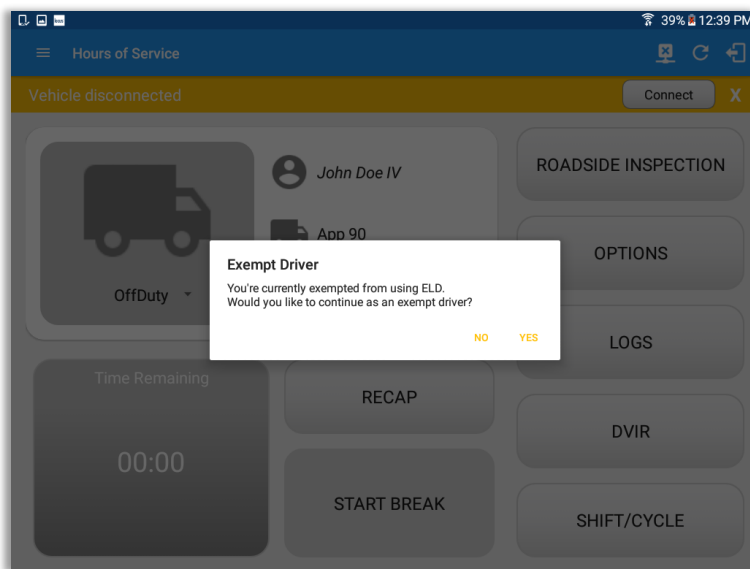 39% 12:39 PM
Hours of Service
Vehicle disconnected
Connect
X
John Doe IV
App 90
OffDuty
ROADSIDE INSPECTION
OPTIONS
Exempt Driver
You're currently exempted from using ELD.
Would you like to continue as an exempt driver?
NO YES
LOGS
Time Remaining
00:00
RECAP
START BREAK
DVIR
SHIFT/CYCLE